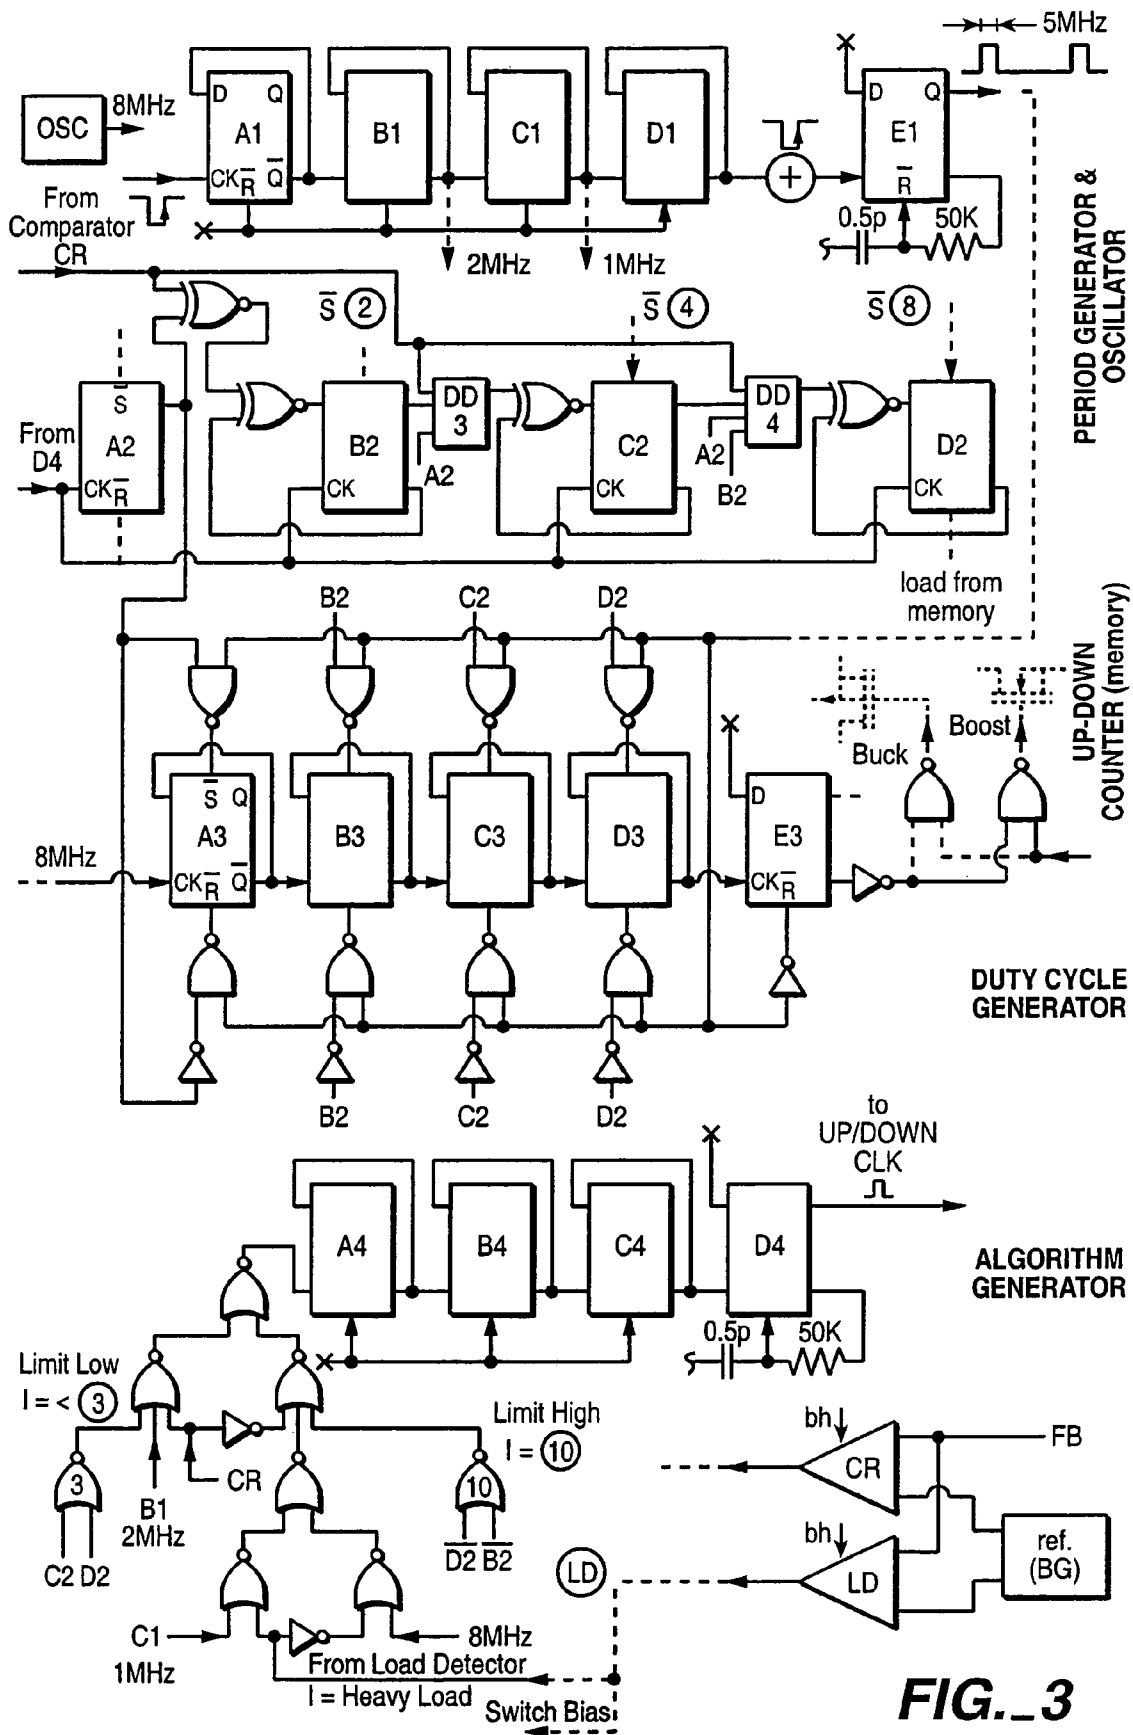 5MHz
OSC
8MHz
D Q
A1
CK R̅ Q̅
B1
C1
D1
+
D Q
E1
R̅
From
Comparator
CR
2MHz
1MHz
0.5p
50K
PERIOD GENERATOR &
OSCILLATOR
S̅ 2
S̅ 4
S̅ 8
From
D4
S̅
A2
CK R̅
B2
CK
DD
3
A2
C2
CK
DD
4
A2
B2
D2
CK
load from
memory
UP-DOWN
COUNTER (memory)
B2
C2
D2
Buck
Boost
8MHz
S̅ Q
A3
CK R̅ Q̅
B3
C3
D3
D
E3
CK R̅
B2
C2
D2
DUTY CYCLE
GENERATOR
to
UP/DOWN
CLK
A4
B4
C4
D4
0.5p
50K
ALGORITHM
GENERATOR
Limit Low
I = < 3
Limit High
I = 10
3
CR
10
B1
2MHz
C2 D2
D̅2̅ B̅2̅
C1
1MHz
8MHz
From Load Detector
I = Heavy Load
Switch Bias
LD
bh
CR
FB
bh
LD
ref.
(BG)
FIG._3